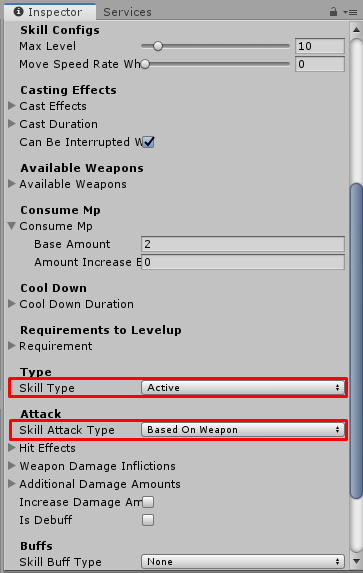 Inspector Services
Skill Configs
Max Level 10
Move Speed Rate Wh 0
Casting Effects
Cast Effects
Cast Duration
Can Be Interrupted W
Available Weapons
Available Weapons
Consume Mp
Consume Mp
Base Amount 2
Amount Increase E 0
Cool Down
Cool Down Duration
Requirements to Levelup
Requirement
Type
Skill Type Active
Attack
Skill Attack Type Based On Weapon
Hit Effects
Weapon Damage Inflictions
Additional Damage Amounts
Increase Damage Am
Is Debuff
Buffs
Skill Buff Type None